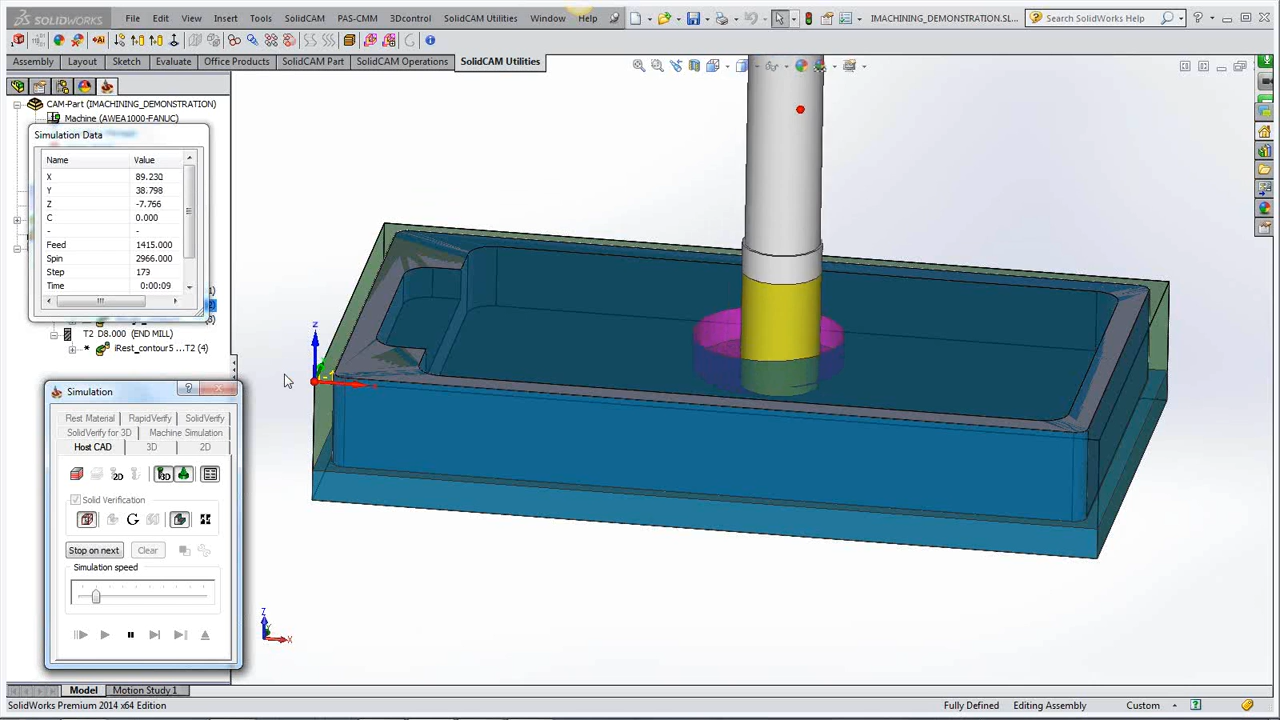 SOLIDWORKS File Edit View Insert Tools SolidCAM PAS-CMM 3Dcontrol SolidCAM Utilities Window Help IMACHINING_DEMONSTRATION.SL... Search SolidWorks Help
Assembly Layout Sketch Evaluate Office Products SolidCAM Part SolidCAM Operations SolidCAM Utilities
CAM-Part (IMACHINING_DEMONSTRATION)
Machine (AWEA1000-FANUC)
Simulation Data
Name Value
X 89.230
Y 38.798
Z -7.766
C 0.000
- -
Feed 1415.000
Spin 2966.000
Step 173
Time 0:00:09
T2 D8.000 (END MILL)
iRest_contour5 ...T2 (4)
z
Simulation
Rest Material RapidVerify SolidVerify
SolidVerify for 3D Machine Simulation
Host CAD 3D 2D
2D 3D
Solid Verification
Stop on next Clear
Simulation speed
Z
X
Model Motion Study 1
SolidWorks Premium 2014 x64 Edition Fully Defined Editing Assembly Custom